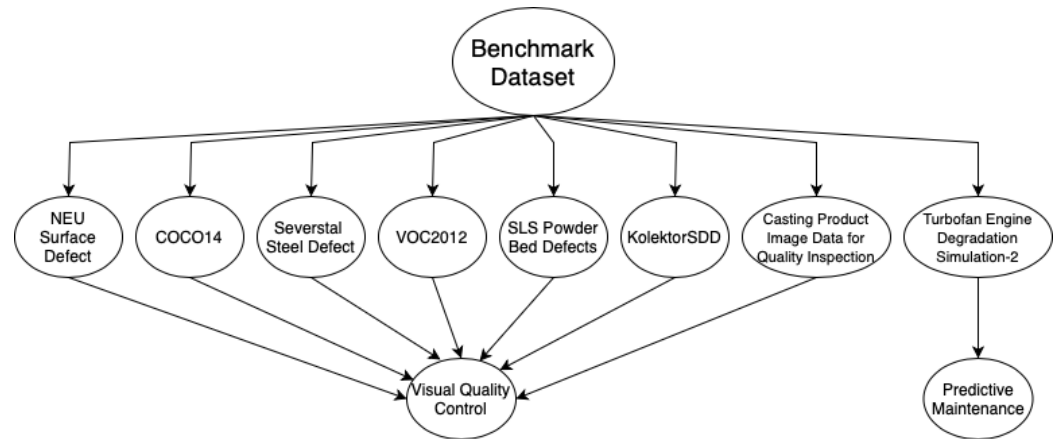 Benchmark
Dataset
NEU
Surface
Defect
COCO14
Severstal
Steel Defect
VOC2012
SLS Powder
Bed Defects
KolektorSDD
Casting Product
Image Data for
Quality Inspection
Turbofan Engine
Degradation
Simulation-2
Visual Quality
Control
Predictive
Maintenance